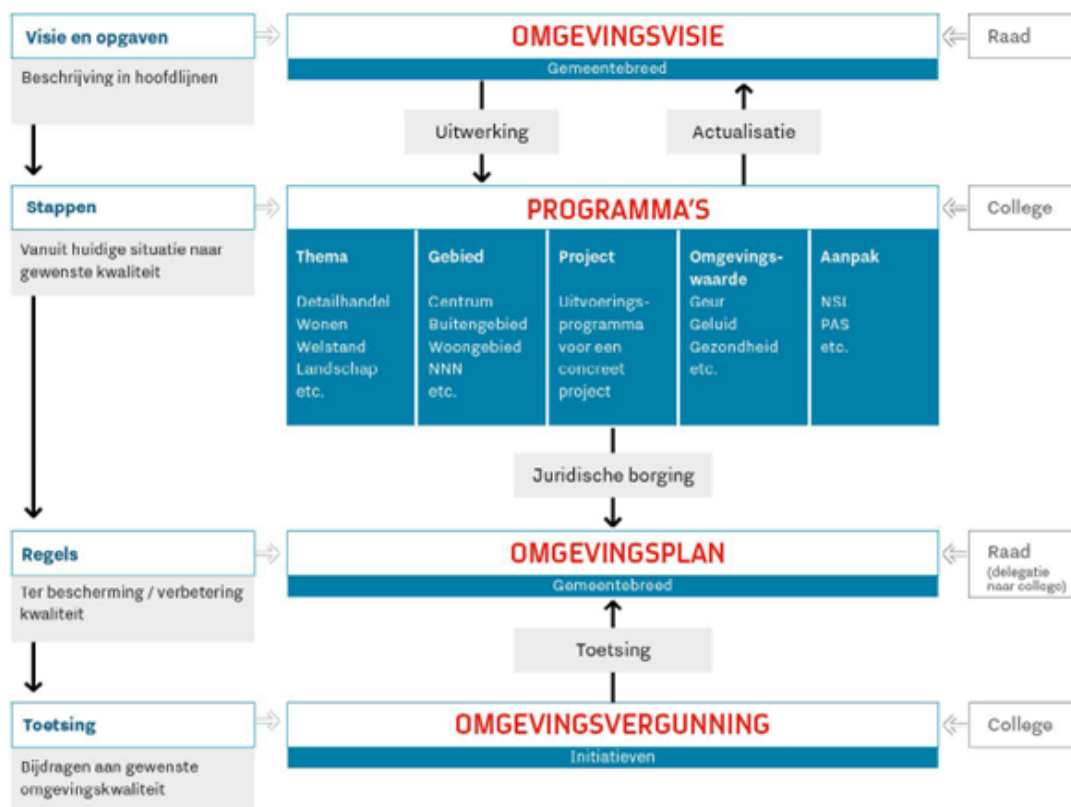 Visie en opgaven
Beschrijving in hoofdlijnen
OMGEVINGSVISIE
Gemeentebreed
Raad
Uitwerking
Actualisatie
Stappen
Vanuit huidige situatie naar
gewenste kwaliteit
PROGRAMMA'S
College
Thema
Detailhandel
Wonen
Welstand
Landschap
etc.
Gebied
Centrum
Buitengebied
Woongebied
NNN
etc.
Project
Uitvoerings-
programma
voor een
concreet
project
Omgevings-
waarde
Geur
Geluid
Gezondheid
etc.
Aanpak
NSL
PAS
etc.
Juridische borging
Regels
Ter bescherming / verbetering
kwaliteit
OMGEVINGSPLAN
Gemeentebreed
Raad
(delegatie
naar college)
Toetsing
Toetsing
Bijdragen aan gewenste
omgevingskwaliteit
OMGEVINGSVERGUNNING
Initiatieven
College